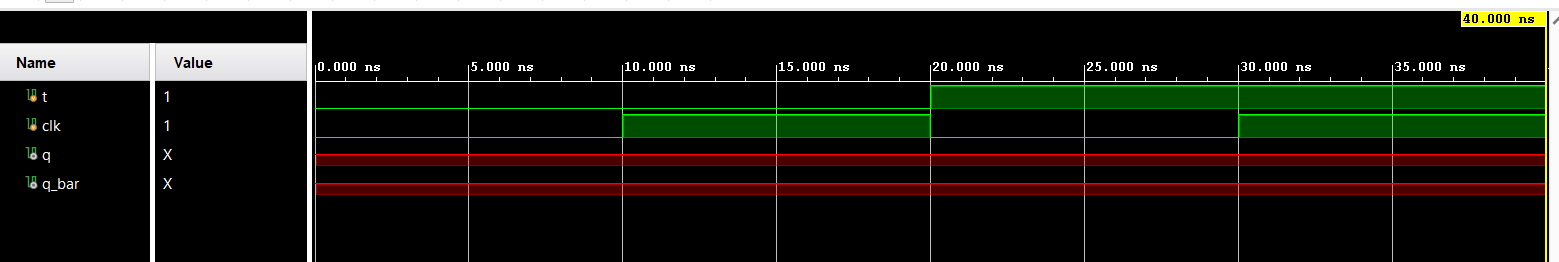 40.000 ns
Name Value
0.000 ns 5.000 ns 10.000 ns 15.000 ns 20.000 ns 25.000 ns 30.000 ns 35.000 ns
t 1
clk 1
q X
q_bar X